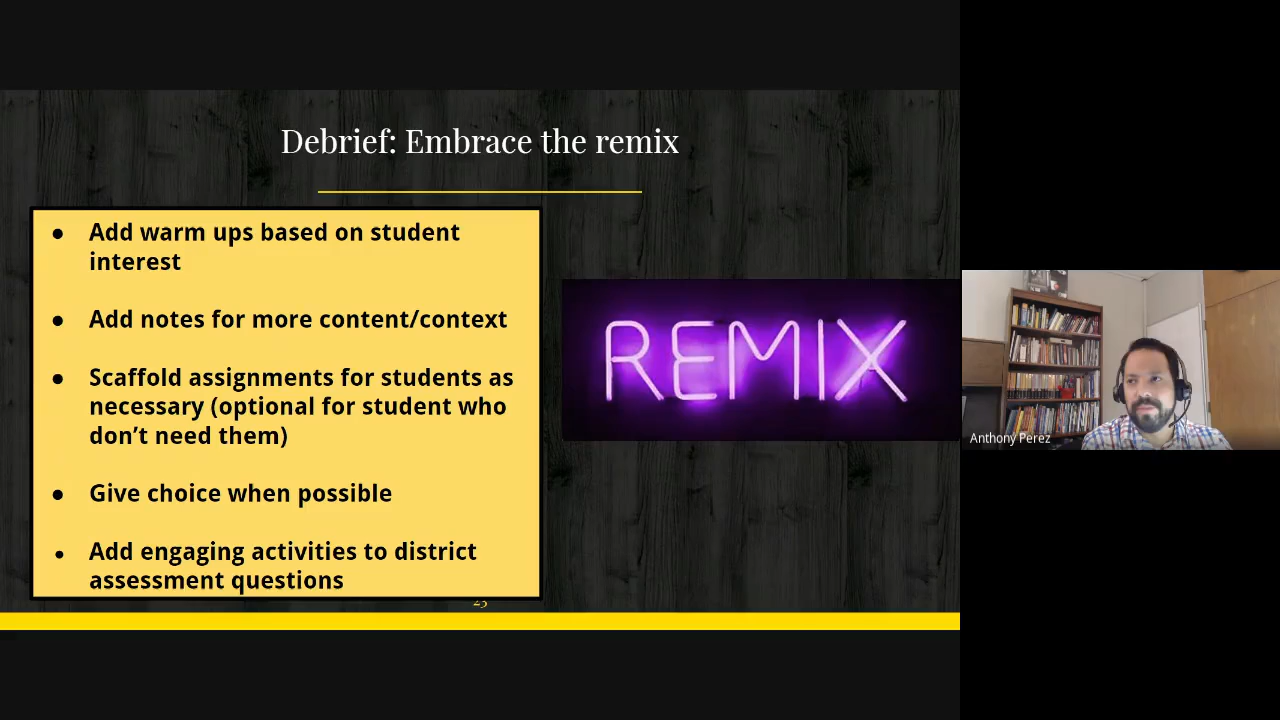 Debrief: Embrace the remix
● Add warm ups based on student
interest
● Add notes for more content/context
● Scaffold assignments for students as
necessary (optional for student who
don’t need them)
● Give choice when possible
● Add engaging activities to district
assessment questions
REMIX
23
Anthony Perez